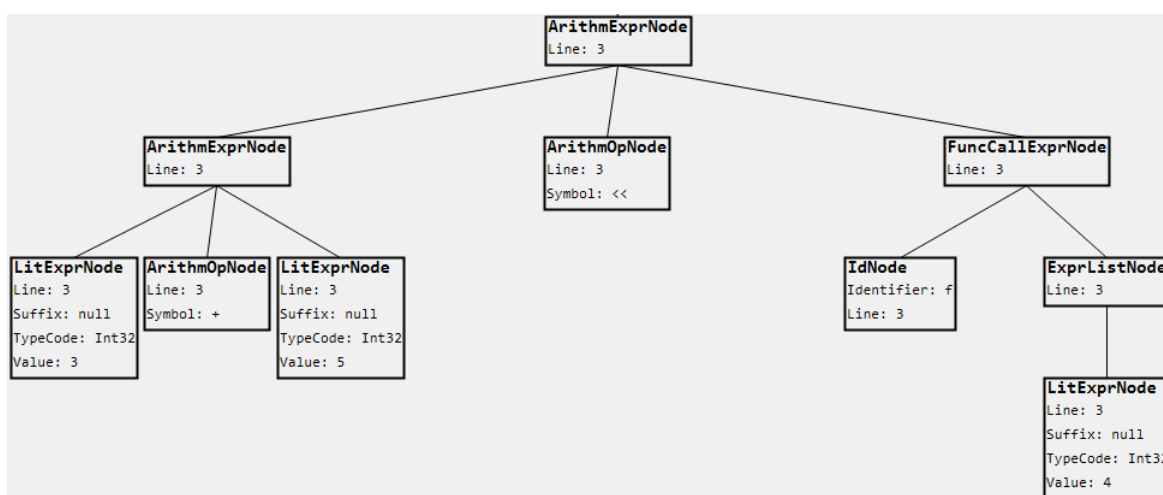 ArithmExprNode
Line: 3
ArithmExprNode
Line: 3
ArithmOpNode
Line: 3
Symbol: <<
FuncCallExprNode
Line: 3
LitExprNode
Line: 3
Suffix: null
TypeCode: Int32
Value: 3
ArithmOpNode
Line: 3
Symbol: +
LitExprNode
Line: 3
Suffix: null
TypeCode: Int32
Value: 5
IdNode
Identifier: f
Line: 3
ExprListNode
Line: 3
LitExprNode
Line: 3
Suffix: null
TypeCode: Int32
Value: 4